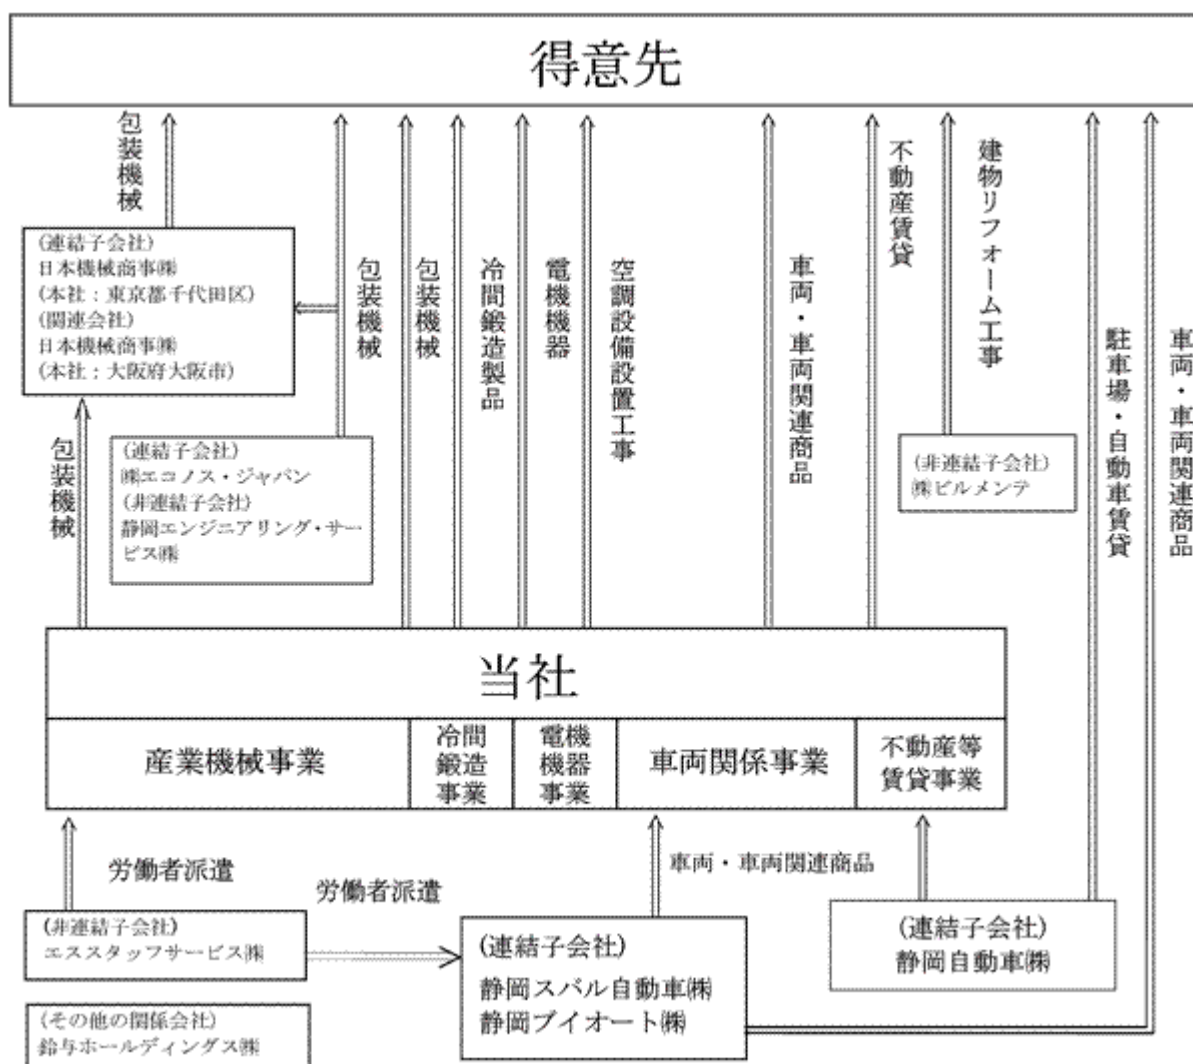 得意先
包装機械
不動産賃貸
建物リフォーム工事
(連結子会社)
日本機械商事㈱
(本社：東京都千代田区)
(関連会社)
日本機械商事㈱
(本社；大阪府大阪市)
包装機械
包装機械
冷間鍛造製品
電機機器
空調設備設置工事
車両・車両関連商品
駐車場・自動車賃貸
車両・車両関連商品
包装機械
(連結子会社)
㈱エコノス・ジャパン
(非連結子会社)
静岡エンジニアリング・サー
ビス㈱
(非連結子会社)
㈱ビルメンテ
当社
産業機械事業
冷間
鍛造
事業
電機
機器
事業
車両関係事業
不動産等
賃貸事業
労働者派遣
労働者派遣
車両・車両関連商品
(非連結子会社)
エススタッフサービス㈱
(連結子会社)
静岡スバル自動車㈱
静岡ブイオート㈱
(連結子会社)
静岡自動車㈱
(その他の関係会社)
鈴与ホールディングス㈱